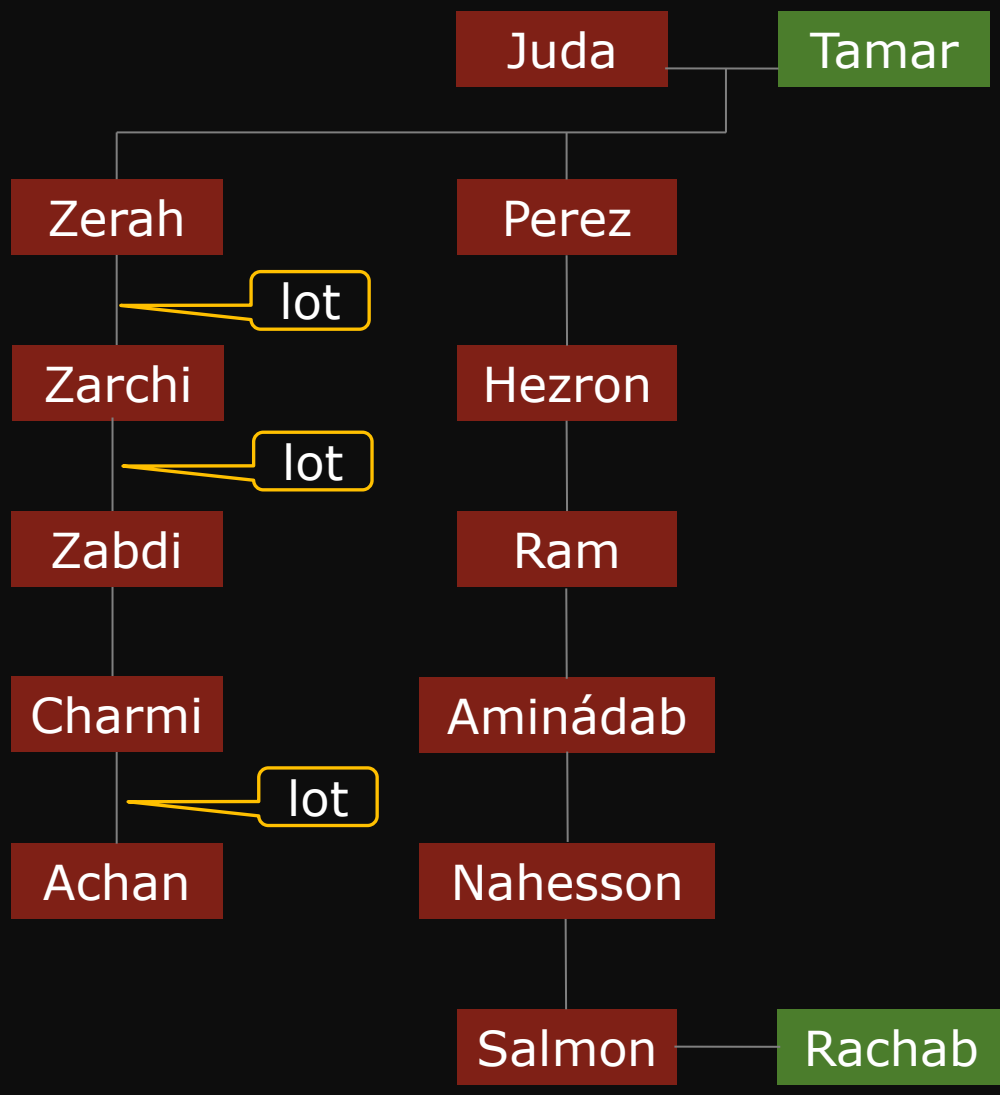 Juda
Tamar
Zerah
Perez
lot
Zarchi
Hezron
lot
Zabdi
Ram
Charmi
Aminádab
lot
Achan
Nahesson
Salmon
Rachab